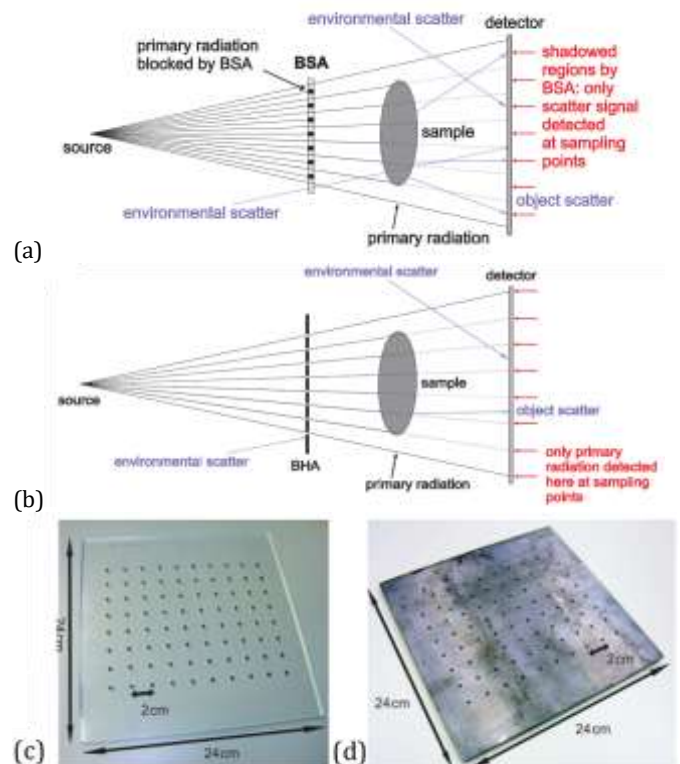 environmental scatter
detector
primary radiation
blocked by BSA
BSA
shadowed
regions by
BSA: only
scatter signal
detected
at sampling
points
source
sample
environmental scatter
object scatter
primary radiation
(a)
environmental scatter
detector
source
sample
object scatter
environmental scatter
BHA
primary radiation
only primary
radiation detected
here at sampling
points
(b)
24cm
2cm
24cm
(c)
24cm
2cm
24cm
(d)